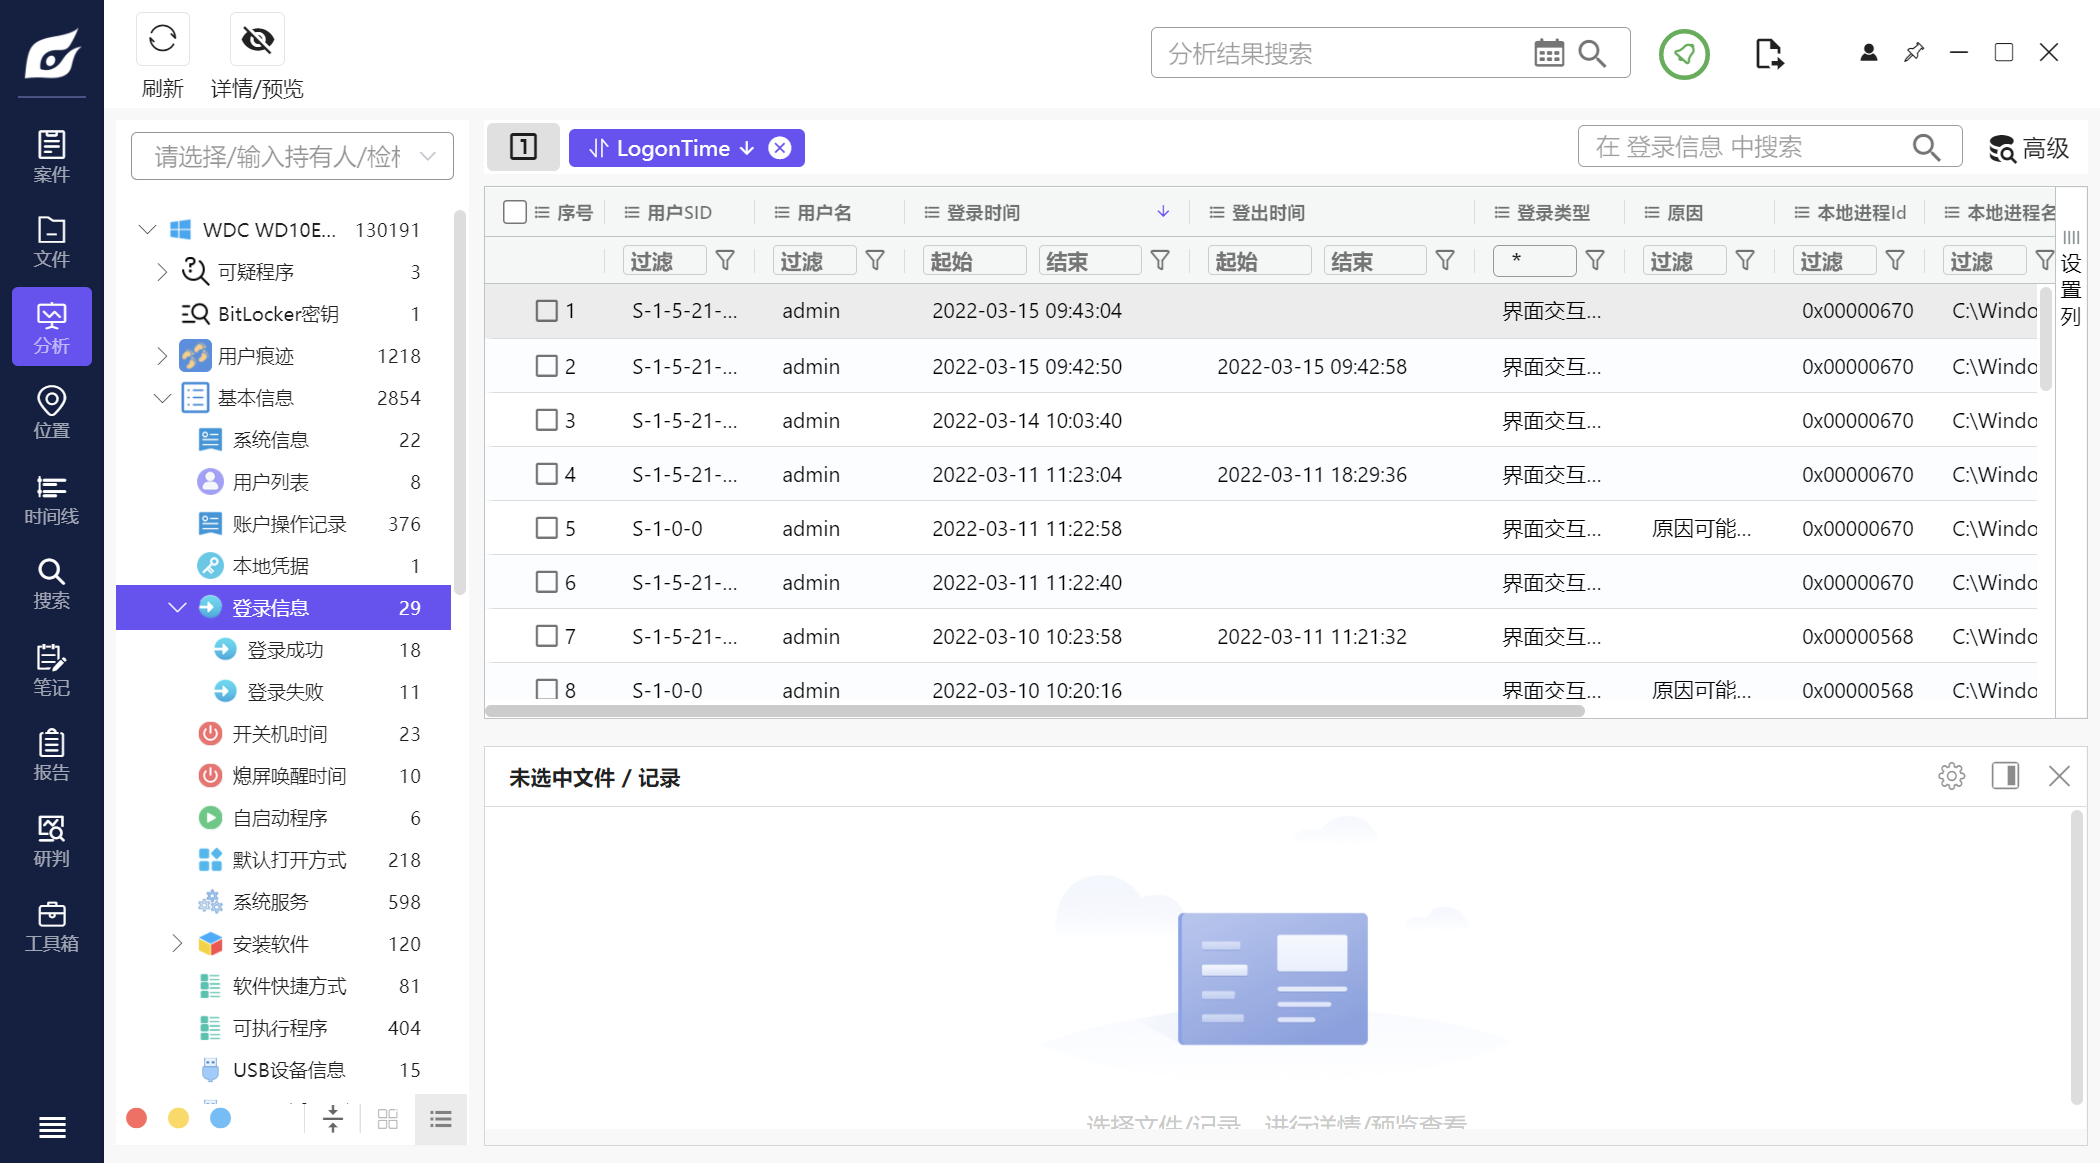 刷新
详情/预览
分析结果搜索
案件
文件
分析
位置
时间线
搜索
笔记
报告
研判
工具箱
请选择/输入持有人/检材
WDC WD10E... 130191
可疑程序 3
BitLocker密钥 1
用户痕迹 1218
基本信息 2854
系统信息 22
用户列表 8
账户操作记录 376
本地凭据 1
登录信息 29
登录成功 18
登录失败 11
开关机时间 23
熄屏唤醒时间 10
自启动程序 6
默认打开方式 218
系统服务 598
安装软件 120
软件快捷方式 81
可执行程序 404
USB设备信息 15
1 LogonTime
在 登录信息 中搜索
高级
序号 用户SID 用户名 登录时间 登出时间 登录类型 原因 本地进程Id 本地进程名
过滤 过滤 起始 结束 起始 结束 * 过滤 过滤 过滤
1 S-1-5-21-... admin 2022-03-15 09:43:04 界面交互... 0x00000670 C:\Windo
2 S-1-5-21-... admin 2022-03-15 09:42:50 2022-03-15 09:42:58 界面交互... 0x00000670 C:\Windo
3 S-1-5-21-... admin 2022-03-14 10:03:40 界面交互... 0x00000670 C:\Windo
4 S-1-5-21-... admin 2022-03-11 11:23:04 2022-03-11 18:29:36 界面交互... 0x00000670 C:\Windo
5 S-1-0-0 admin 2022-03-11 11:22:58 界面交互... 原因可能... 0x00000670 C:\Windo
6 S-1-5-21-... admin 2022-03-11 11:22:40 界面交互... 0x00000670 C:\Windo
7 S-1-5-21-... admin 2022-03-10 10:23:58 2022-03-11 11:21:32 界面交互... 0x00000568 C:\Windo
8 S-1-0-0 admin 2022-03-10 10:20:16 界面交互... 原因可能... 0x00000568 C:\Windo
设置列
未选中文件 / 记录
选择文件/记录，进行详情/预览查看